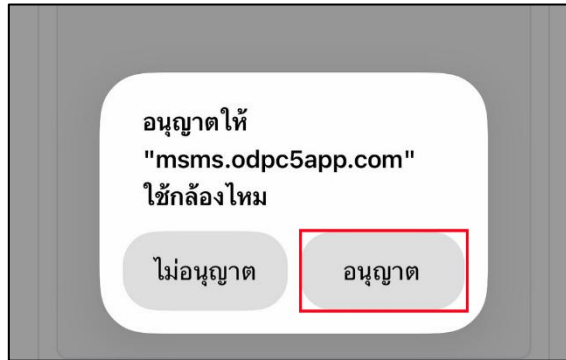 อนุญาตให้
"msms.odpc5app.com"
ใช้กล้องไหม
ไม่อนุญาต
อนุญาต